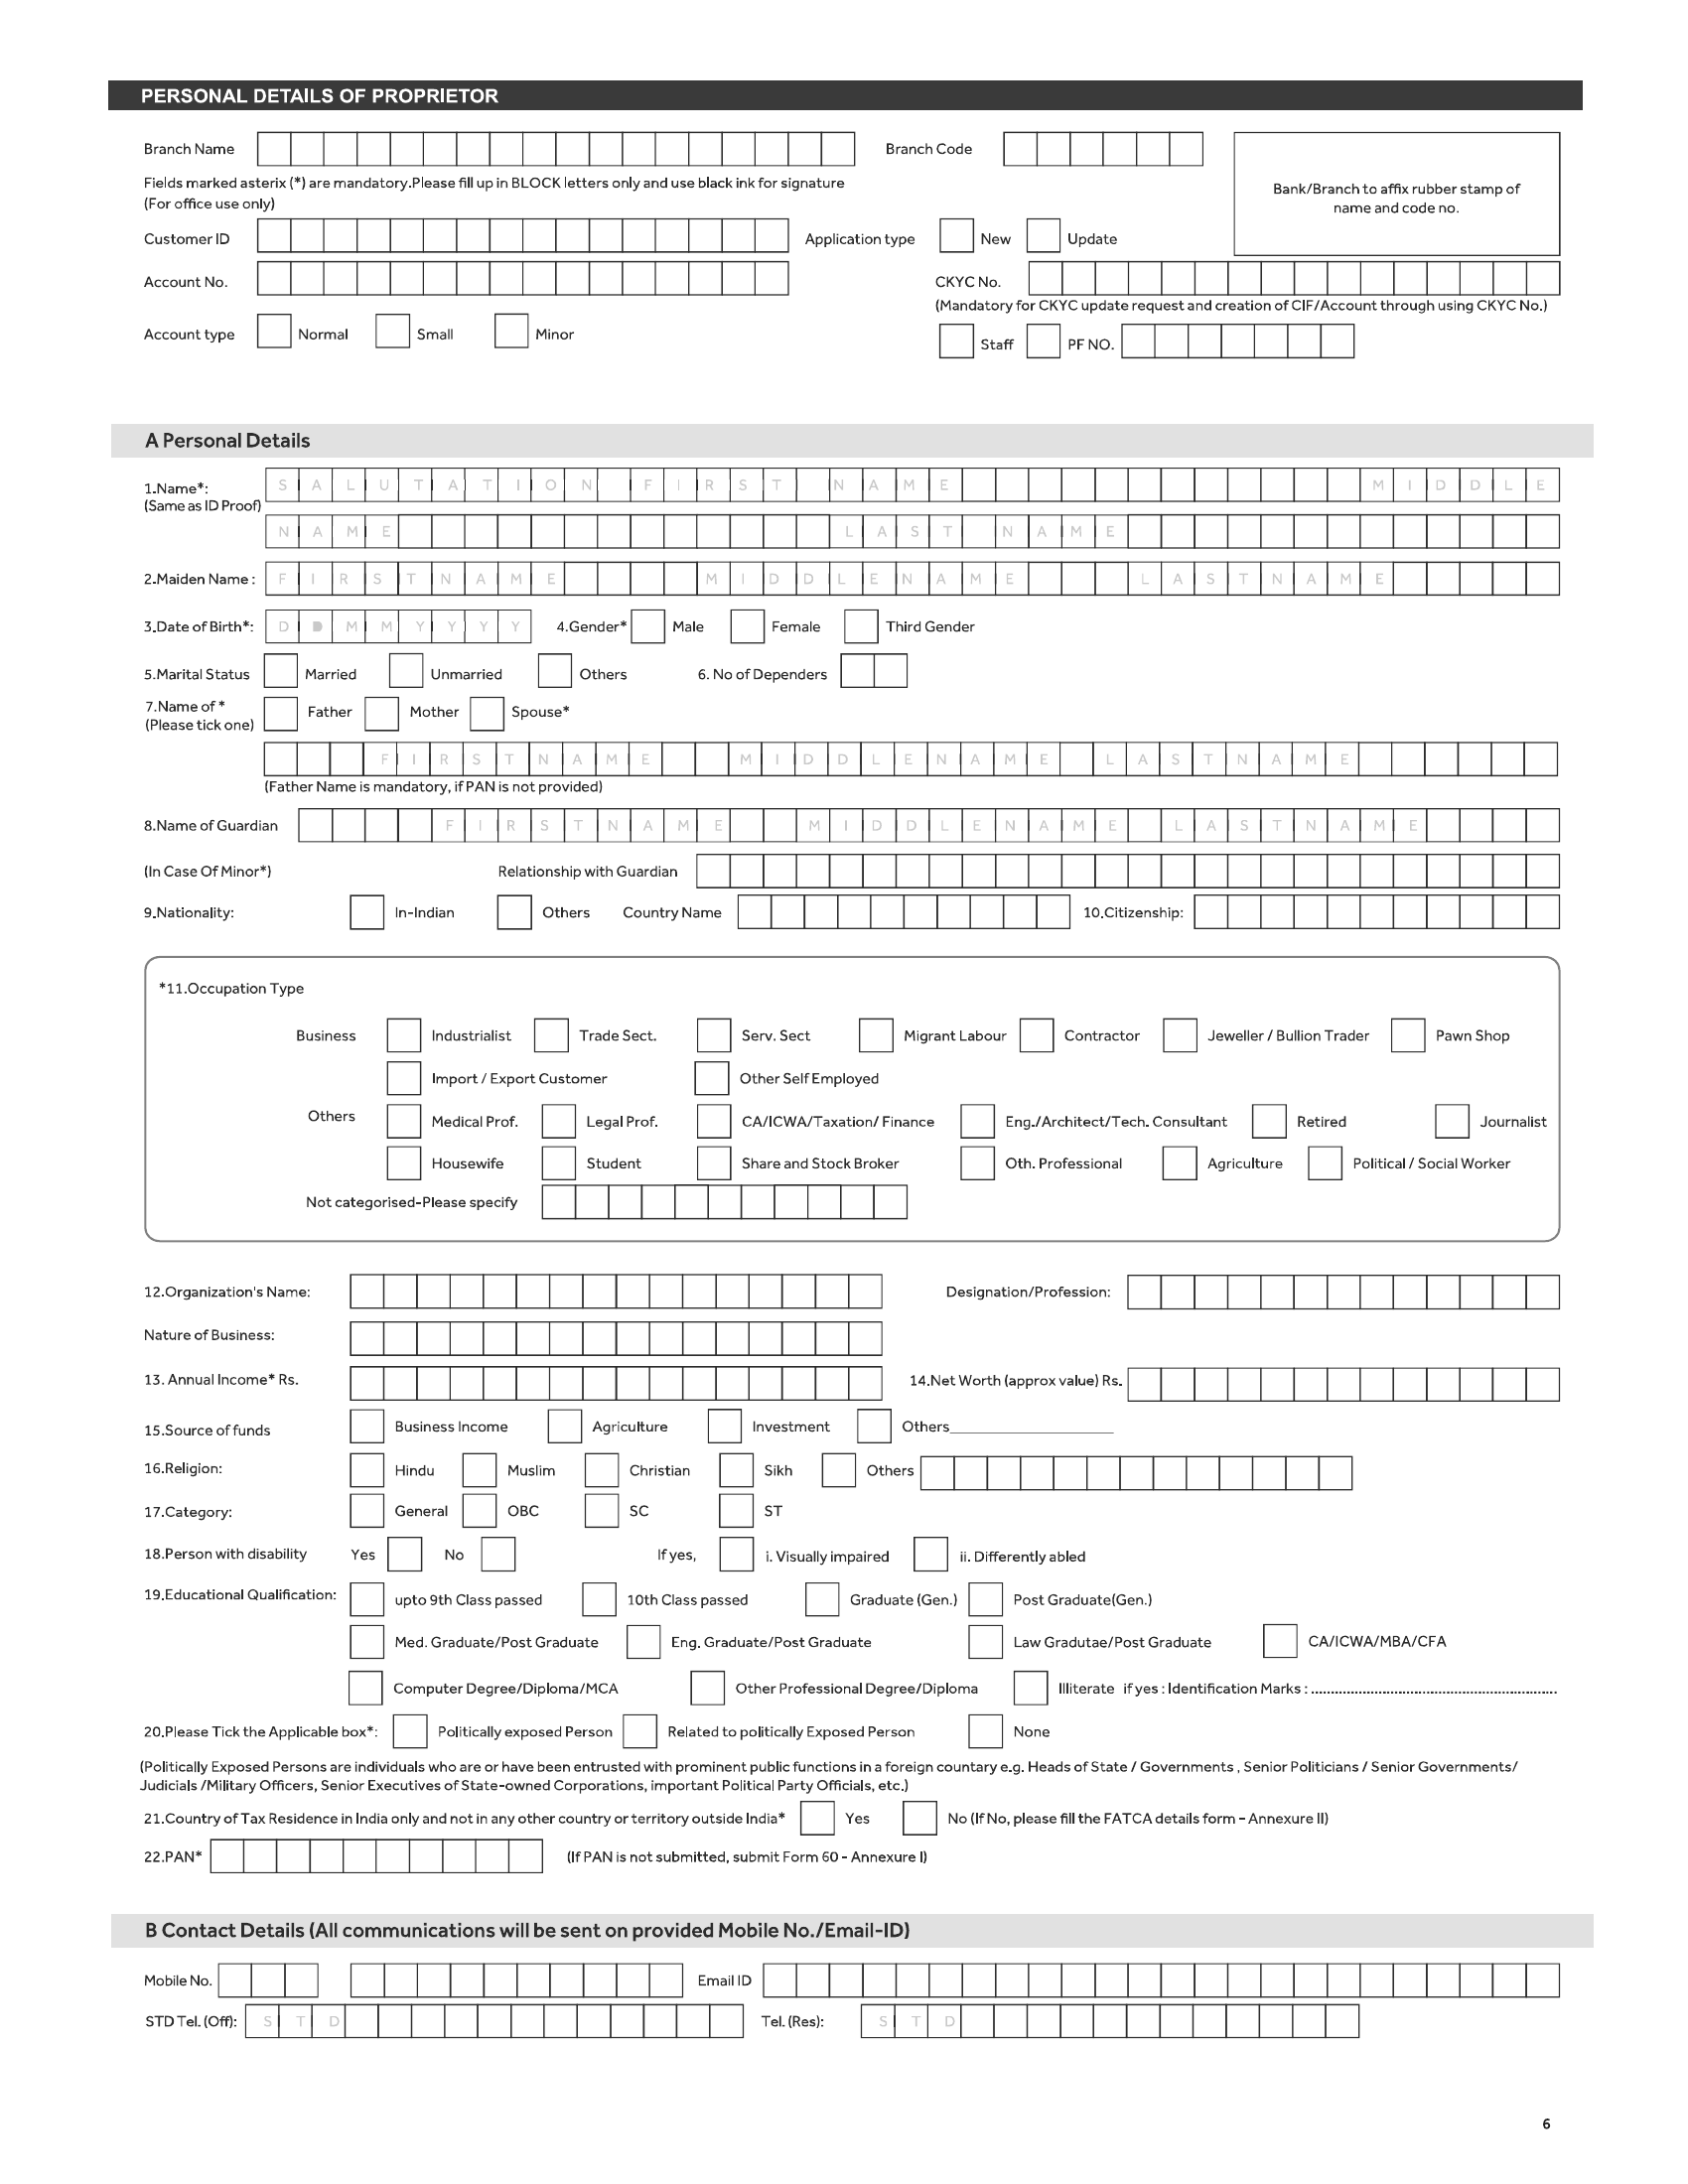 PERSONAL DETAILS OF PROPRIETOR
Branch Name Branch Code
Bank/Branch to affix rubber stamp of
name and code no.
Fields marked asterix (*) are mandatory.Please fill up in BLOCK letters only and use black ink for signature
(For office use only)
Customer ID Application type New Update
Account No. CKYC No.
(Mandatory for CKYC update request and creation of CIF/Account through using CKYC No.)
Account type Normal Small Minor
Staff PF NO.
A Personal Details
1.Name*: SALUTATION FIRST NAME MIDDLE
(Same as ID Proof)
NAME LAST NAME
2.Maiden Name : FIRSTNAME MIDDLENAME LASTNAME
3.Date of Birth*: DDMMYYYY 4.Gender* Male Female Third Gender
5.Marital Status Married Unmarried Others 6. No of Dependers
7.Name of * Father Mother Spouse*
(Please tick one)
FIRSTNAME MIDDLENAME LASTNAME
(Father Name is mandatory, if PAN is not provided)
8.Name of Guardian FIRSTNAME MIDDLENAME LASTNAME
(In Case Of Minor*) Relationship with Guardian
9.Nationality: In-Indian Others Country Name 10.Citizenship:
*11.Occupation Type
Business Industrialist Trade Sect. Serv. Sect Migrant Labour Contractor Jeweller / Bullion Trader Pawn Shop
Import / Export Customer Other Self Employed
Others Medical Prof. Legal Prof. CA/ICWA/Taxation/ Finance Eng./Architect/Tech. Consultant Retired Journalist
Housewife Student Share and Stock Broker Oth. Professional Agriculture Political / Social Worker
Not categorised-Please specify
12.Organization's Name: Designation/Profession:
Nature of Business:
13. Annual Income* Rs. 14.Net Worth (approx value) Rs.
15.Source of funds Business Income Agriculture Investment Others____________________
16.Religion: Hindu Muslim Christian Sikh Others
17.Category: General OBC SC ST
18.Person with disability Yes No If yes, i. Visually impaired ii. Differently abled
19.Educational Qualification: upto 9th Class passed 10th Class passed Graduate (Gen.) Post Graduate(Gen.)
Med. Graduate/Post Graduate Eng. Graduate/Post Graduate Law Gradutae/Post Graduate CA/ICWA/MBA/CFA
Computer Degree/Diploma/MCA Other Professional Degree/Diploma Illiterate if yes : Identification Marks : ..............................................................
20.Please Tick the Applicable box*: Politically exposed Person Related to politically Exposed Person None
(Politically Exposed Persons are individuals who are or have been entrusted with prominent public functions in a foreign countary e.g. Heads of State / Governments , Senior Politicians / Senior Governments/
Judicials /Military Officers, Senior Executives of State-owned Corporations, important Political Party Officials, etc.)
21.Country of Tax Residence in India only and not in any other country or territory outside India* Yes No (If No, please fill the FATCA details form - Annexure II)
22.PAN* (If PAN is not submitted, submit Form 60 - Annexure I)
B Contact Details (All communications will be sent on provided Mobile No./Email-ID)
Mobile No. Email ID
STD Tel. (Off): STD Tel. (Res): STD
6